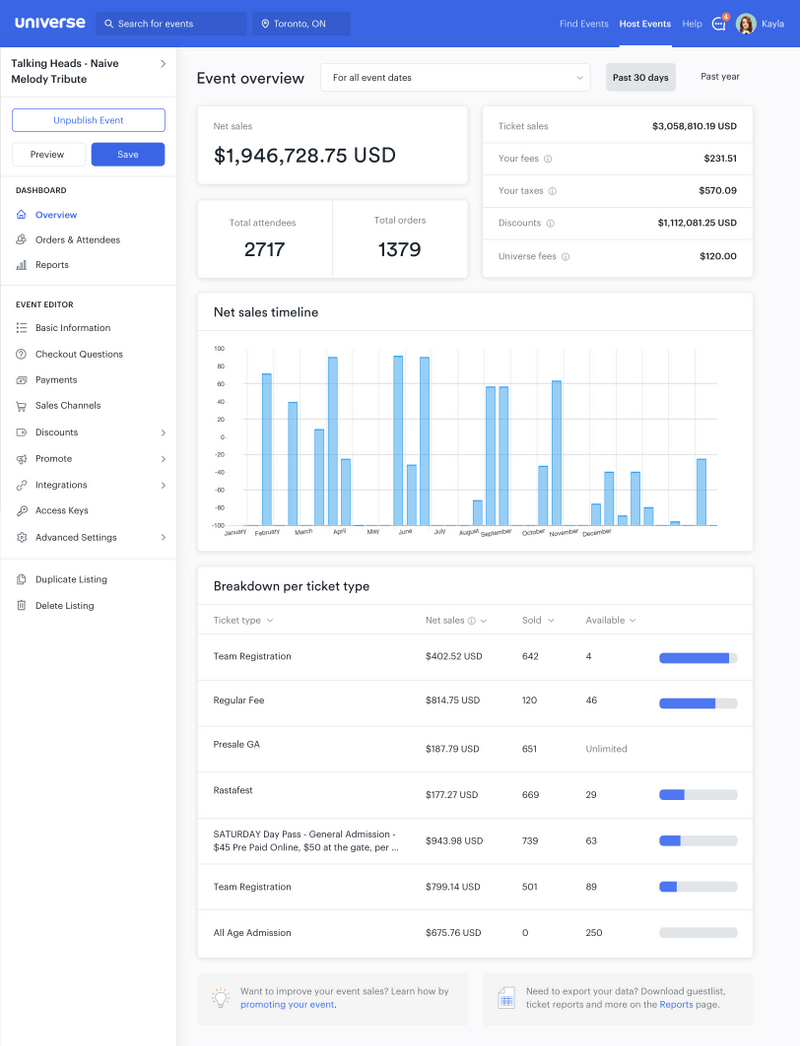 universe
Search for events
Toronto, ON
Find Events
Host Events
Help
4
Kayla
Talking Heads - Naive
Melody Tribute
Unpublish Event
Preview
Save
DASHBOARD
Overview
Orders & Attendees
Reports
EVENT EDITOR
Basic Information
Checkout Questions
Payments
Sales Channels
Discounts
Promote
Integrations
Access Keys
Advanced Settings
Duplicate Listing
Delete Listing
Event overview
For all event dates
Past 30 days
Past year
Net sales
$1,946,728.75 USD
Total attendees
2717
Total orders
1379
Ticket sales
$3,058,810.19 USD
Your fees
$231.51
Your taxes
$570.09
Discounts
$1,112,081.25 USD
Universe fees
$120.00
Net sales timeline
100
80
60
40
20
0
-20
-40
-60
-80
-100
January
February
March
April
May
June
July
August
September
October
November
December
Breakdown per ticket type
Ticket type
Net sales
Sold
Available
Team Registration
$402.52 USD
642
4
Regular Fee
$814.75 USD
120
46
Presale GA
$187.79 USD
651
Unlimited
Rastafest
$177.27 USD
669
29
SATURDAY Day Pass - General Admission -
$45 Pre Paid Online, $50 at the gate, per ...
$943.98 USD
739
63
Team Registration
$799.14 USD
501
89
All Age Admission
$675.76 USD
0
250
Want to improve your event sales? Learn how by
promoting your event.
Need to export your data? Download guestlist,
ticket reports and more on the Reports page.